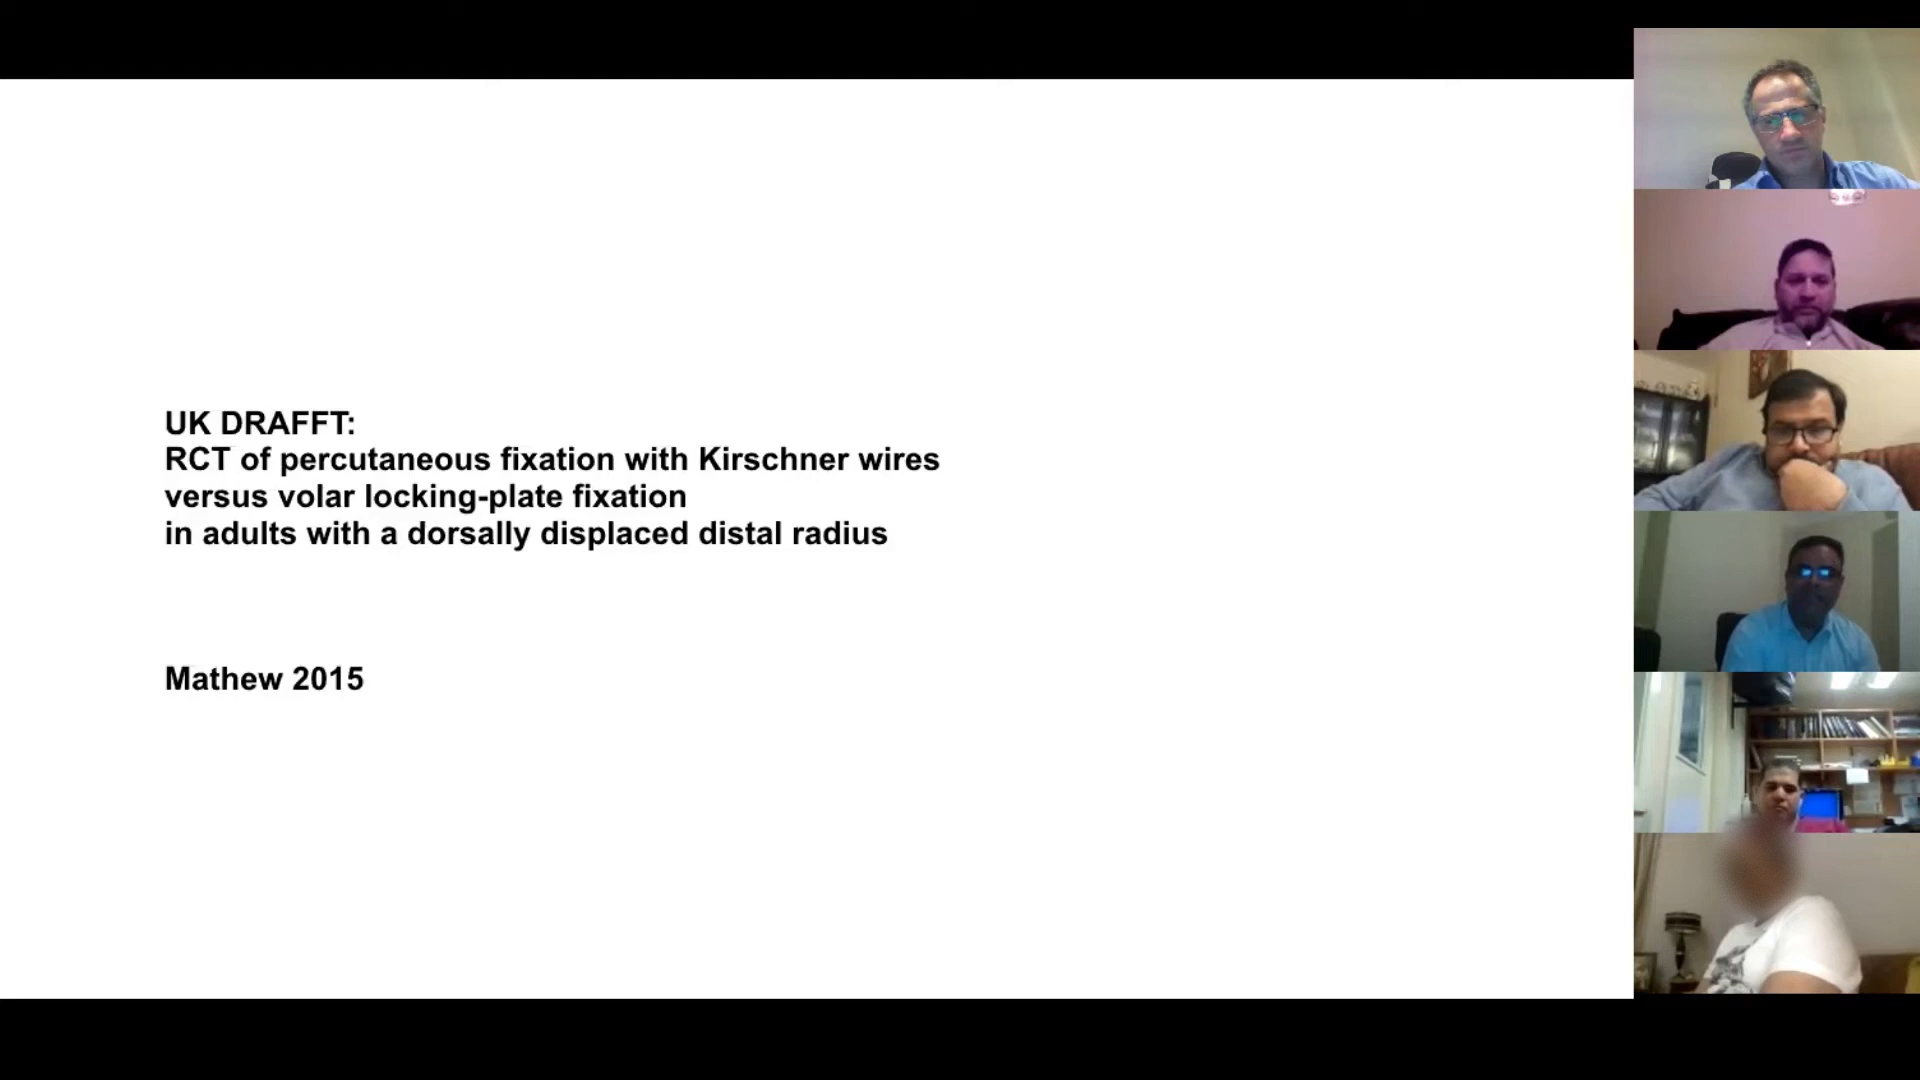 UK DRAFFT:
RCT of percutaneous fixation with Kirschner wires
versus volar locking-plate fixation
in adults with a dorsally displaced distal radius
Mathew 2015